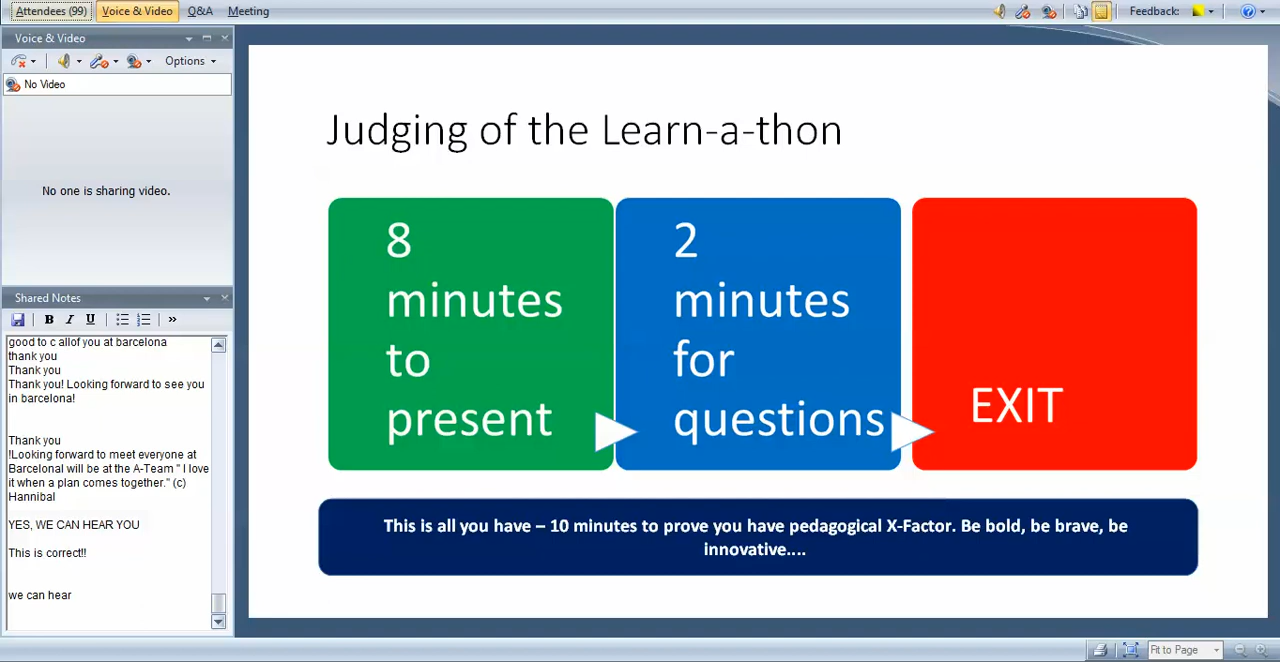 Attendees (99) Voice & Video Q&A Meeting Feedback:
Voice & Video
Options
No Video
No one is sharing video.
Shared Notes
B I U »
good to c allof you at barcelona
thank you
Thank you
Thank you! Looking forward to see you
in barcelona!
Thank you
!Looking forward to meet everyone at
Barcelonal will be at the A-Team " I love
it when a plan comes together." (c)
Hannibal
YES, WE CAN HEAR YOU
This is correct!!
we can hear
Judging of the Learn-a-thon
8
minutes
to
present
2
minutes
for
questions
EXIT
This is all you have – 10 minutes to prove you have pedagogical X-Factor. Be bold, be brave, be
innovative....
Fit to Page